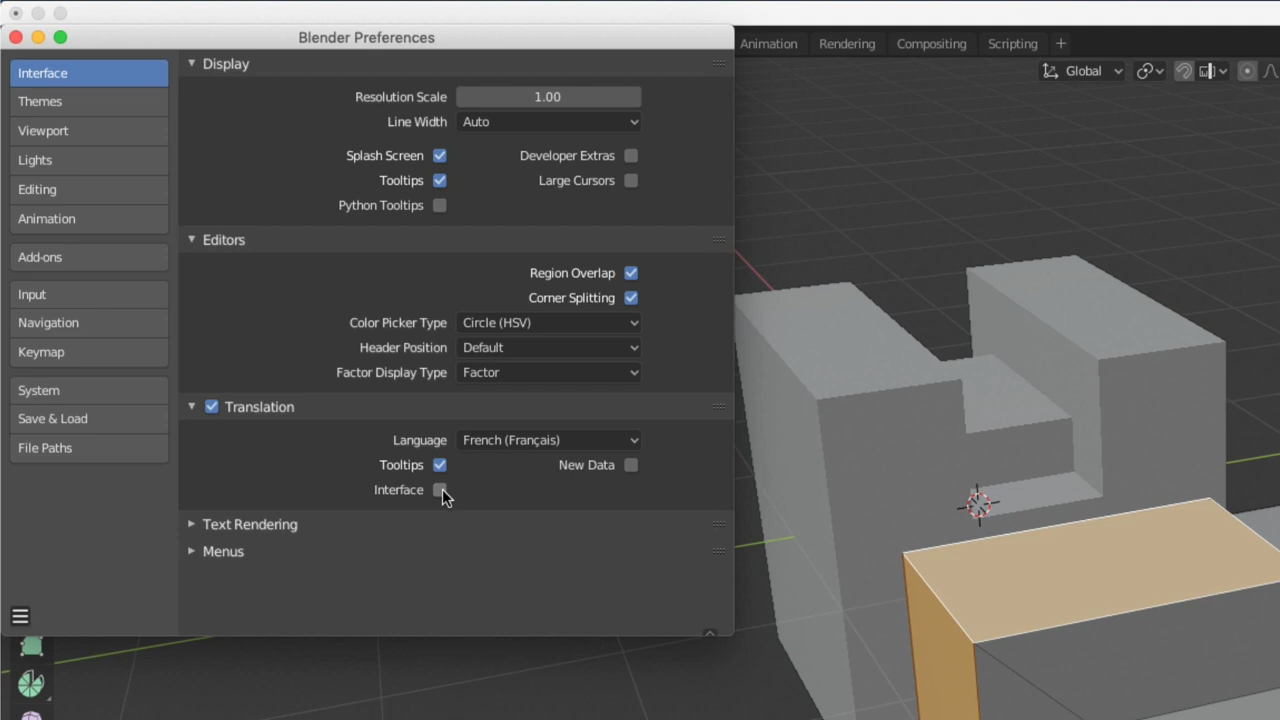 Blender Preferences
Animation Rendering Compositing Scripting +
Global
Interface
Themes
Viewport
Lights
Editing
Animation
Add-ons
Input
Navigation
Keymap
System
Save & Load
File Paths
Display
Resolution Scale 1.00
Line Width Auto
Splash Screen Developer Extras
Tooltips Large Cursors
Python Tooltips
Editors
Region Overlap
Corner Splitting
Color Picker Type Circle (HSV)
Header Position Default
Factor Display Type Factor
Translation
Language French (Français)
Tooltips New Data
Interface
Text Rendering
Menus